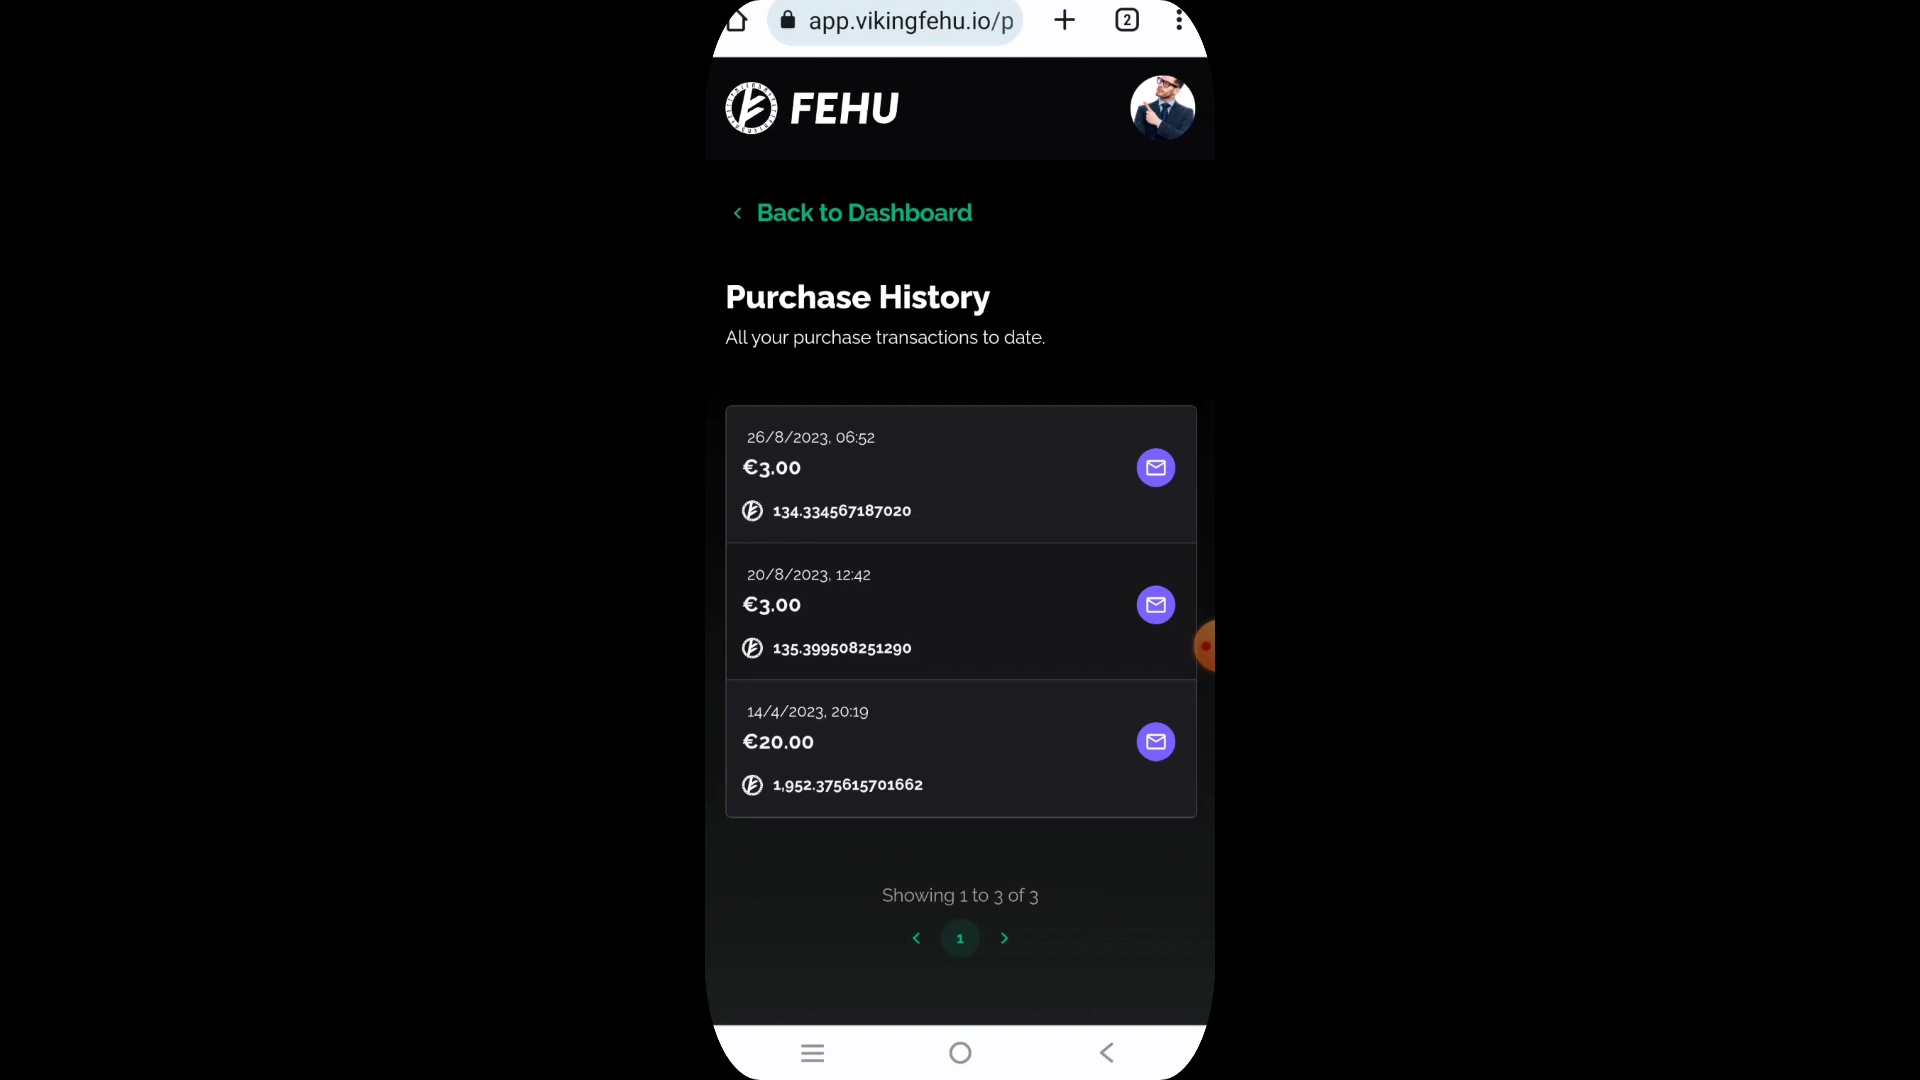 app.vikingfehu.io/p
2
FEHU
Back to Dashboard
Purchase History
All your purchase transactions to date.
26/8/2023, 06:52
€3.00
134.334567187020
20/8/2023, 12:42
€3.00
135.399508251290
14/4/2023, 20:19
€20.00
1,952.375615701662
Showing 1 to 3 of 3
1